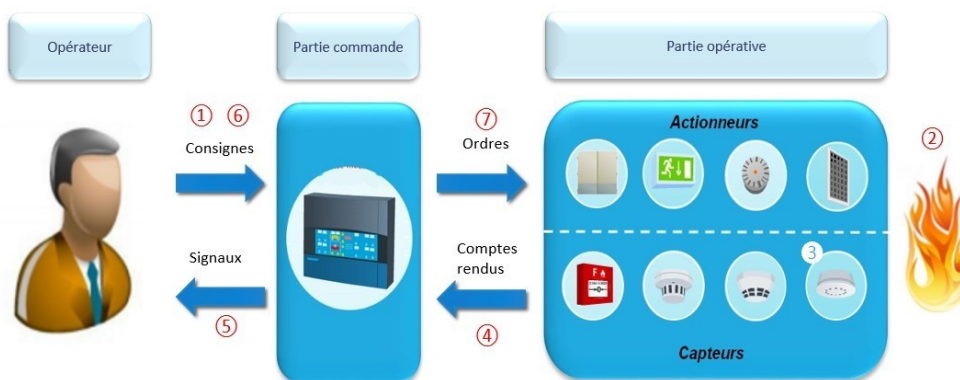 Opérateur
Partie commande
Partie opérative
① ⑥
Consignes
⑦
Ordres
Actionneurs
②
Signaux
⑤
Comptes
rendus
④
③
F
Capteurs